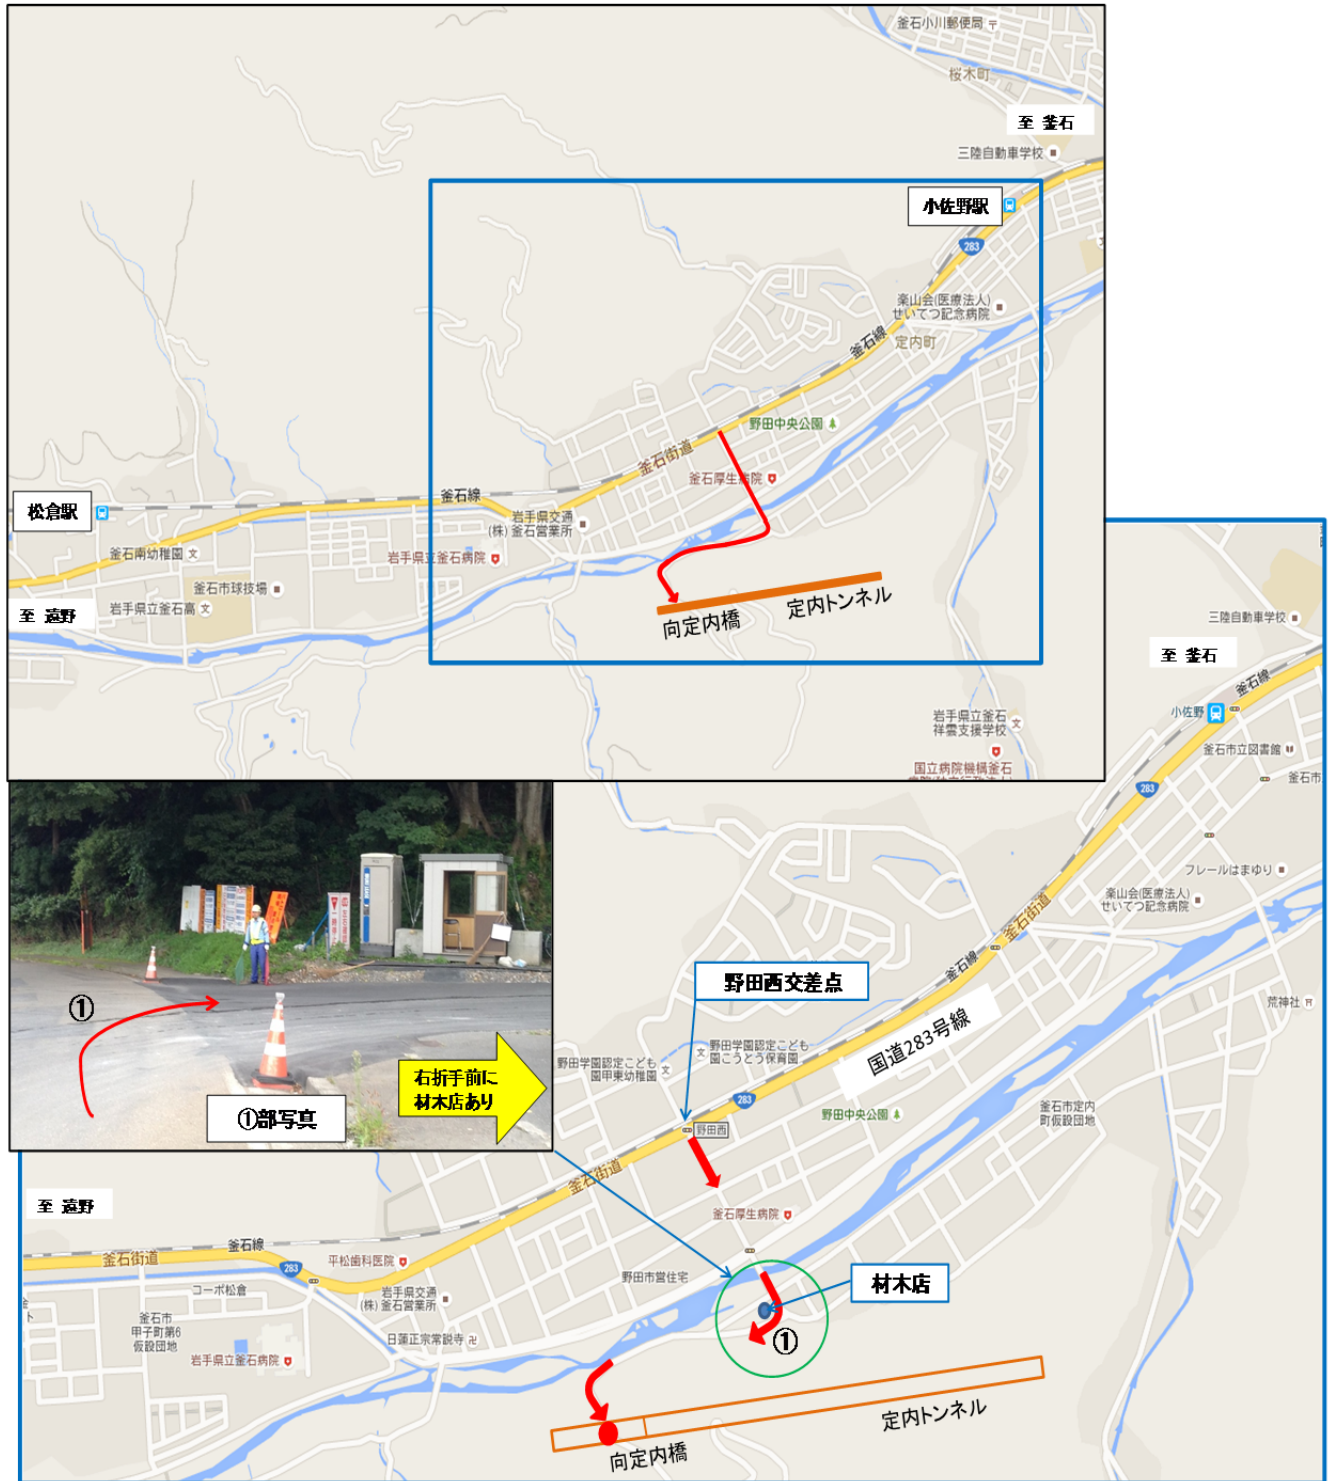 釜石小川郵便局
桜木町
至 釜石
三陸自動車学校
小佐野駅
283
楽山会(医療法人)
せいてつ記念病院
定内町
釜石線
野田中央公園
釜石街道
釜石厚生病院
釜石線
松倉駅
岩手県交通
(株) 釜石営業所
釜石南幼稚園
岩手県立釜石病院
釜石市球技場
岩手県立釜石高
至 遠野
定内トンネル
向定内橋
岩手県立釜石
祥雲支援学校
国立病院機構釜石
三陸自動車学校
至 釜石
釜石線
小佐野
釜石市立図書館
釜石市
283
フレールはまゆり
楽山会(医療法人)
せいてつ記念病院
釜石街道
釜石線
野田西交差点
荒神社
国道283号線
①
右折手前に
材木店あり
①部写真
野田学園認定こども
園こうとう保育園
野田学園認定こども
園甲東幼稚園
283
野田中央公園
釜石市定内
町仮設団地
野田西
釜石街道
至 遠野
釜石厚生病院
釜石線
釜石街道
283
平松歯科医院
野田市営住宅
材木店
コーポ松倉
岩手県交通
(株) 釜石営業所
釜石市
甲子町第6
仮設団地
日蓮正宗常説寺
①
岩手県立釜石病院
定内トンネル
向定内橋